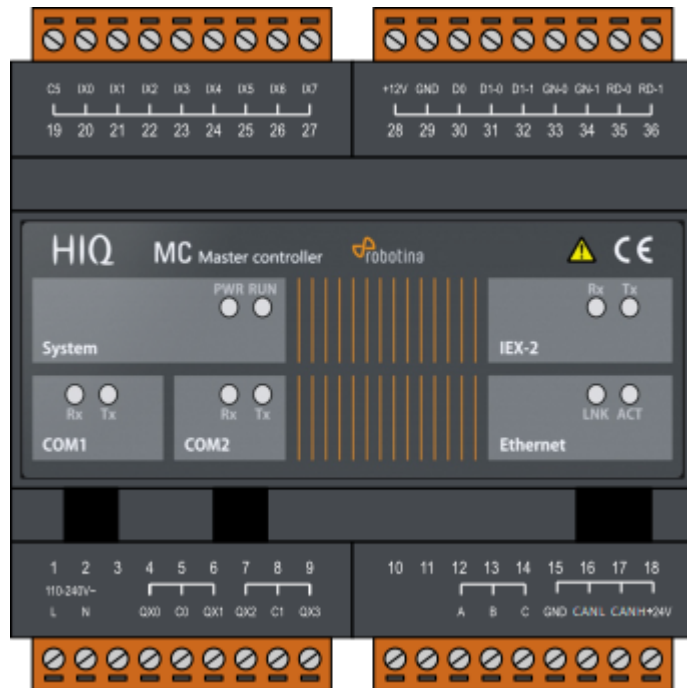 C5 IX0 IX1 IX2 IX3 IX4 IX5 IX6 IX7 +12V GND D0 D1-0 D1-1 GN-0 GN-1 RD-0 RD-1
19 20 21 22 23 24 25 26 27 28 29 30 31 32 33 34 35 36
HIQ MC Master controller robotina CE
PWR RUN Rx Tx
System IEX-2
Rx Tx Rx Tx LNK ACT
COM1 COM2 Ethernet
1 2 3 4 5 6 7 8 9 10 11 12 13 14 15 16 17 18
110-240V~
L N QX0 C0 QX1 QX2 C1 QX3 A B C GND CANL CANH+24V